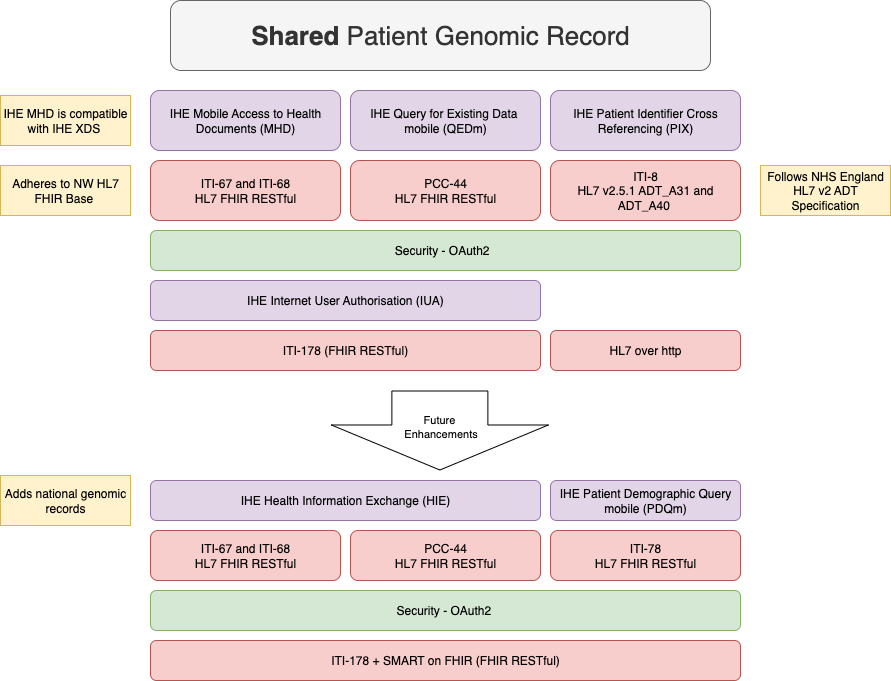 Shared Patient Genomic Record
IHE MHD is compatible
with IHE XDS
IHE Mobile Access to Health
Documents (MHD)
IHE Query for Existing Data
mobile (QEDm)
IHE Patient Identifier Cross
Referencing (PIX)
Adheres to NW HL7
FHIR Base
ITI-67 and ITI-68
HL7 FHIR RESTful
PCC-44
HL7 FHIR RESTful
ITI-8
HL7 v2.5.1 ADT_A31 and
ADT_A40
Follows NHS England
HL7 v2 ADT
Specification
Security - OAuth2
IHE Internet User Authorisation (IUA)
ITI-178 (FHIR RESTful)
HL7 over http
Future
Enhancements
Adds national genomic
records
IHE Health Information Exchange (HIE)
IHE Patient Demographic Query
mobile (PDQm)
ITI-67 and ITI-68
HL7 FHIR RESTful
PCC-44
HL7 FHIR RESTful
ITI-78
HL7 FHIR RESTful
Security - OAuth2
ITI-178 + SMART on FHIR (FHIR RESTful)